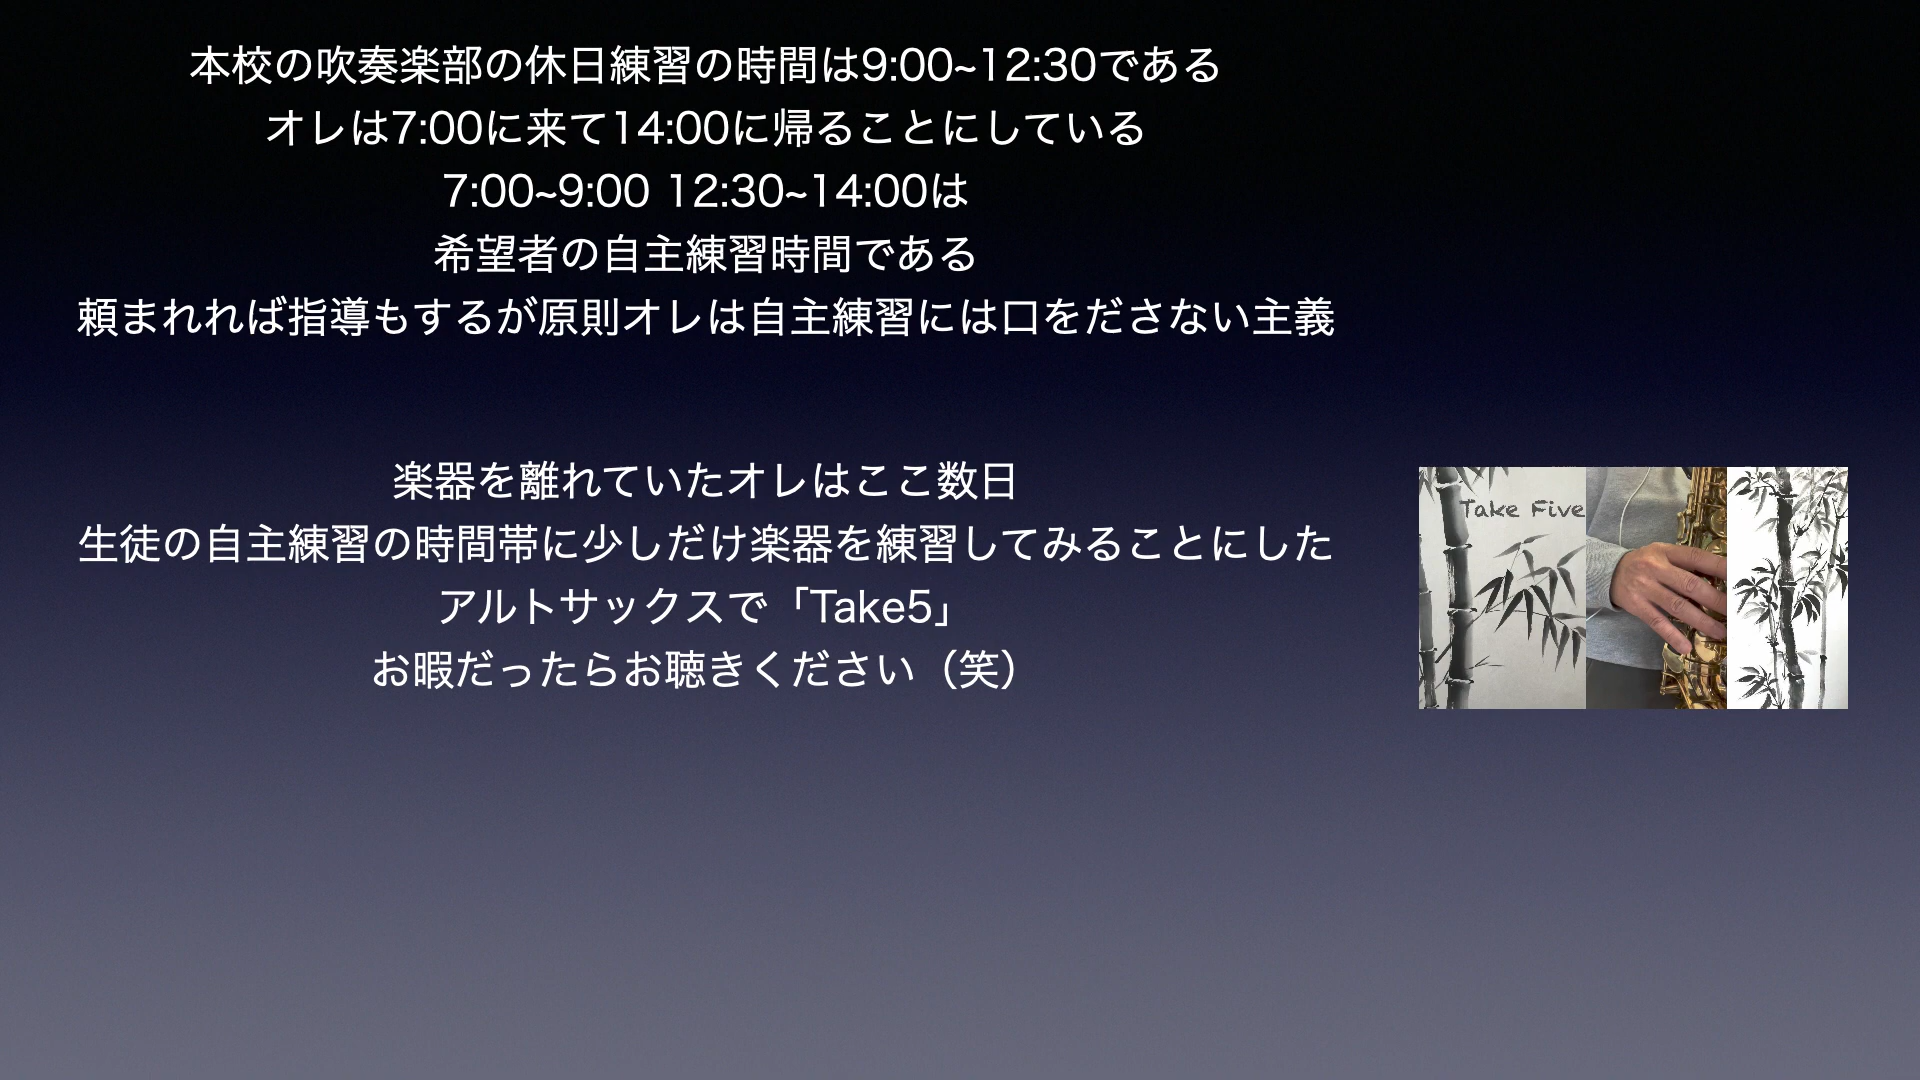 本校の吹奏楽部の休日練習の時間は9:00~12:30である
オレは7:00に来て14:00に帰ることにしている
7:00~9:00 12:30~14:00は
希望者の自主練習時間である
頼まれれば指導もするが原則オレは自主練習には口をださない主義
楽器を離れていたオレはここ数日
生徒の自主練習の時間帯に少しだけ楽器を練習してみることにした
アルトサックスで「Take5」
お暇だったらお聴きください（笑）
Take Five